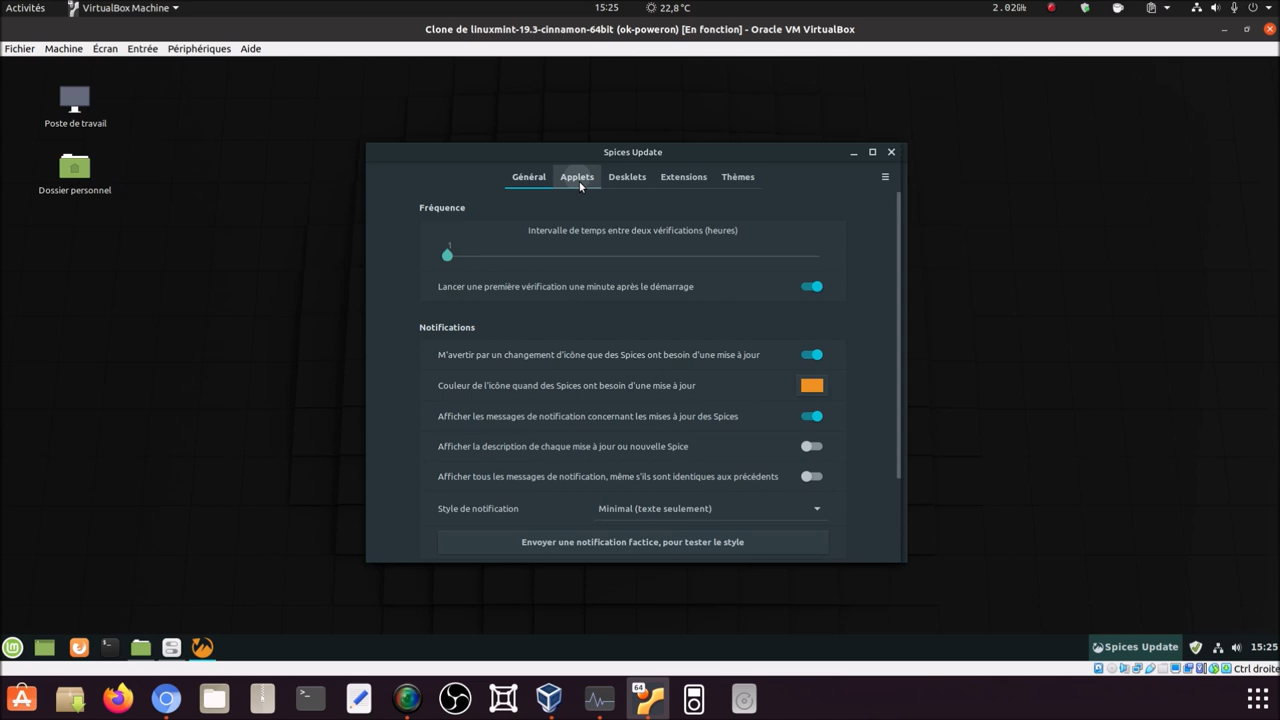 Activités
VirtualBox Machine
15:25
22,8°C
2.02GHz
Clone de linuxmint-19.3-cinnamon-64bit (ok-poweron) [En fonction] - Oracle VM VirtualBox
Fichier Machine Écran Entrée Périphériques Aide
Poste de travail
Dossier personnel
Spices Update
Général Applets Desklets Extensions Thèmes
Fréquence
Intervalle de temps entre deux vérifications (heures)
1
Lancer une première vérification une minute après le démarrage
Notifications
M'avertir par un changement d'icône que des Spices ont besoin d'une mise à jour
Couleur de l'icône quand des Spices ont besoin d'une mise à jour
Afficher les messages de notification concernant les mises à jour des Spices
Afficher la description de chaque mise à jour ou nouvelle Spice
Afficher tous les messages de notification, même s'ils sont identiques aux précédents
Style de notification Minimal (texte seulement)
Envoyer une notification factice, pour tester le style
Spices Update 15:25
Ctrl droite
64